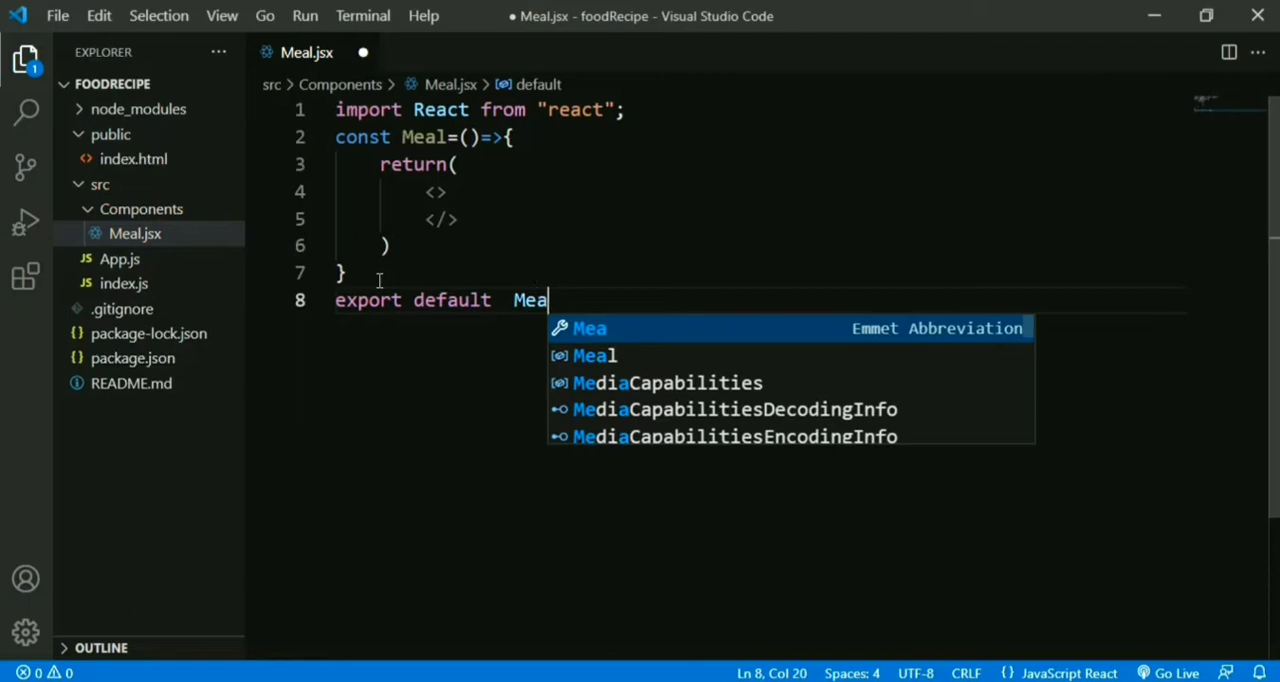 File Edit Selection View Go Run Terminal Help
● Meal.jsx - foodRecipe - Visual Studio Code
EXPLORER
Meal.jsx
1
FOODRECIPE
node_modules
public
index.html
src
Components
Meal.jsx
JS App.js
JS index.js
.gitignore
{} package-lock.json
{} package.json
README.md
OUTLINE
src > Components > Meal.jsx > default
1 import React from "react";
2 const Meal=()=>{
3 return(
4 <>
5 </>
6 )
7 }
8 export default  Mea
Mea Emmet Abbreviation
Meal
MediaCapabilities
MediaCapabilitiesDecodingInfo
MediaCapabilitiesEncodingInfo
0 0 Ln 8, Col 20 Spaces: 4 UTF-8 CRLF {} JavaScript React Go Live